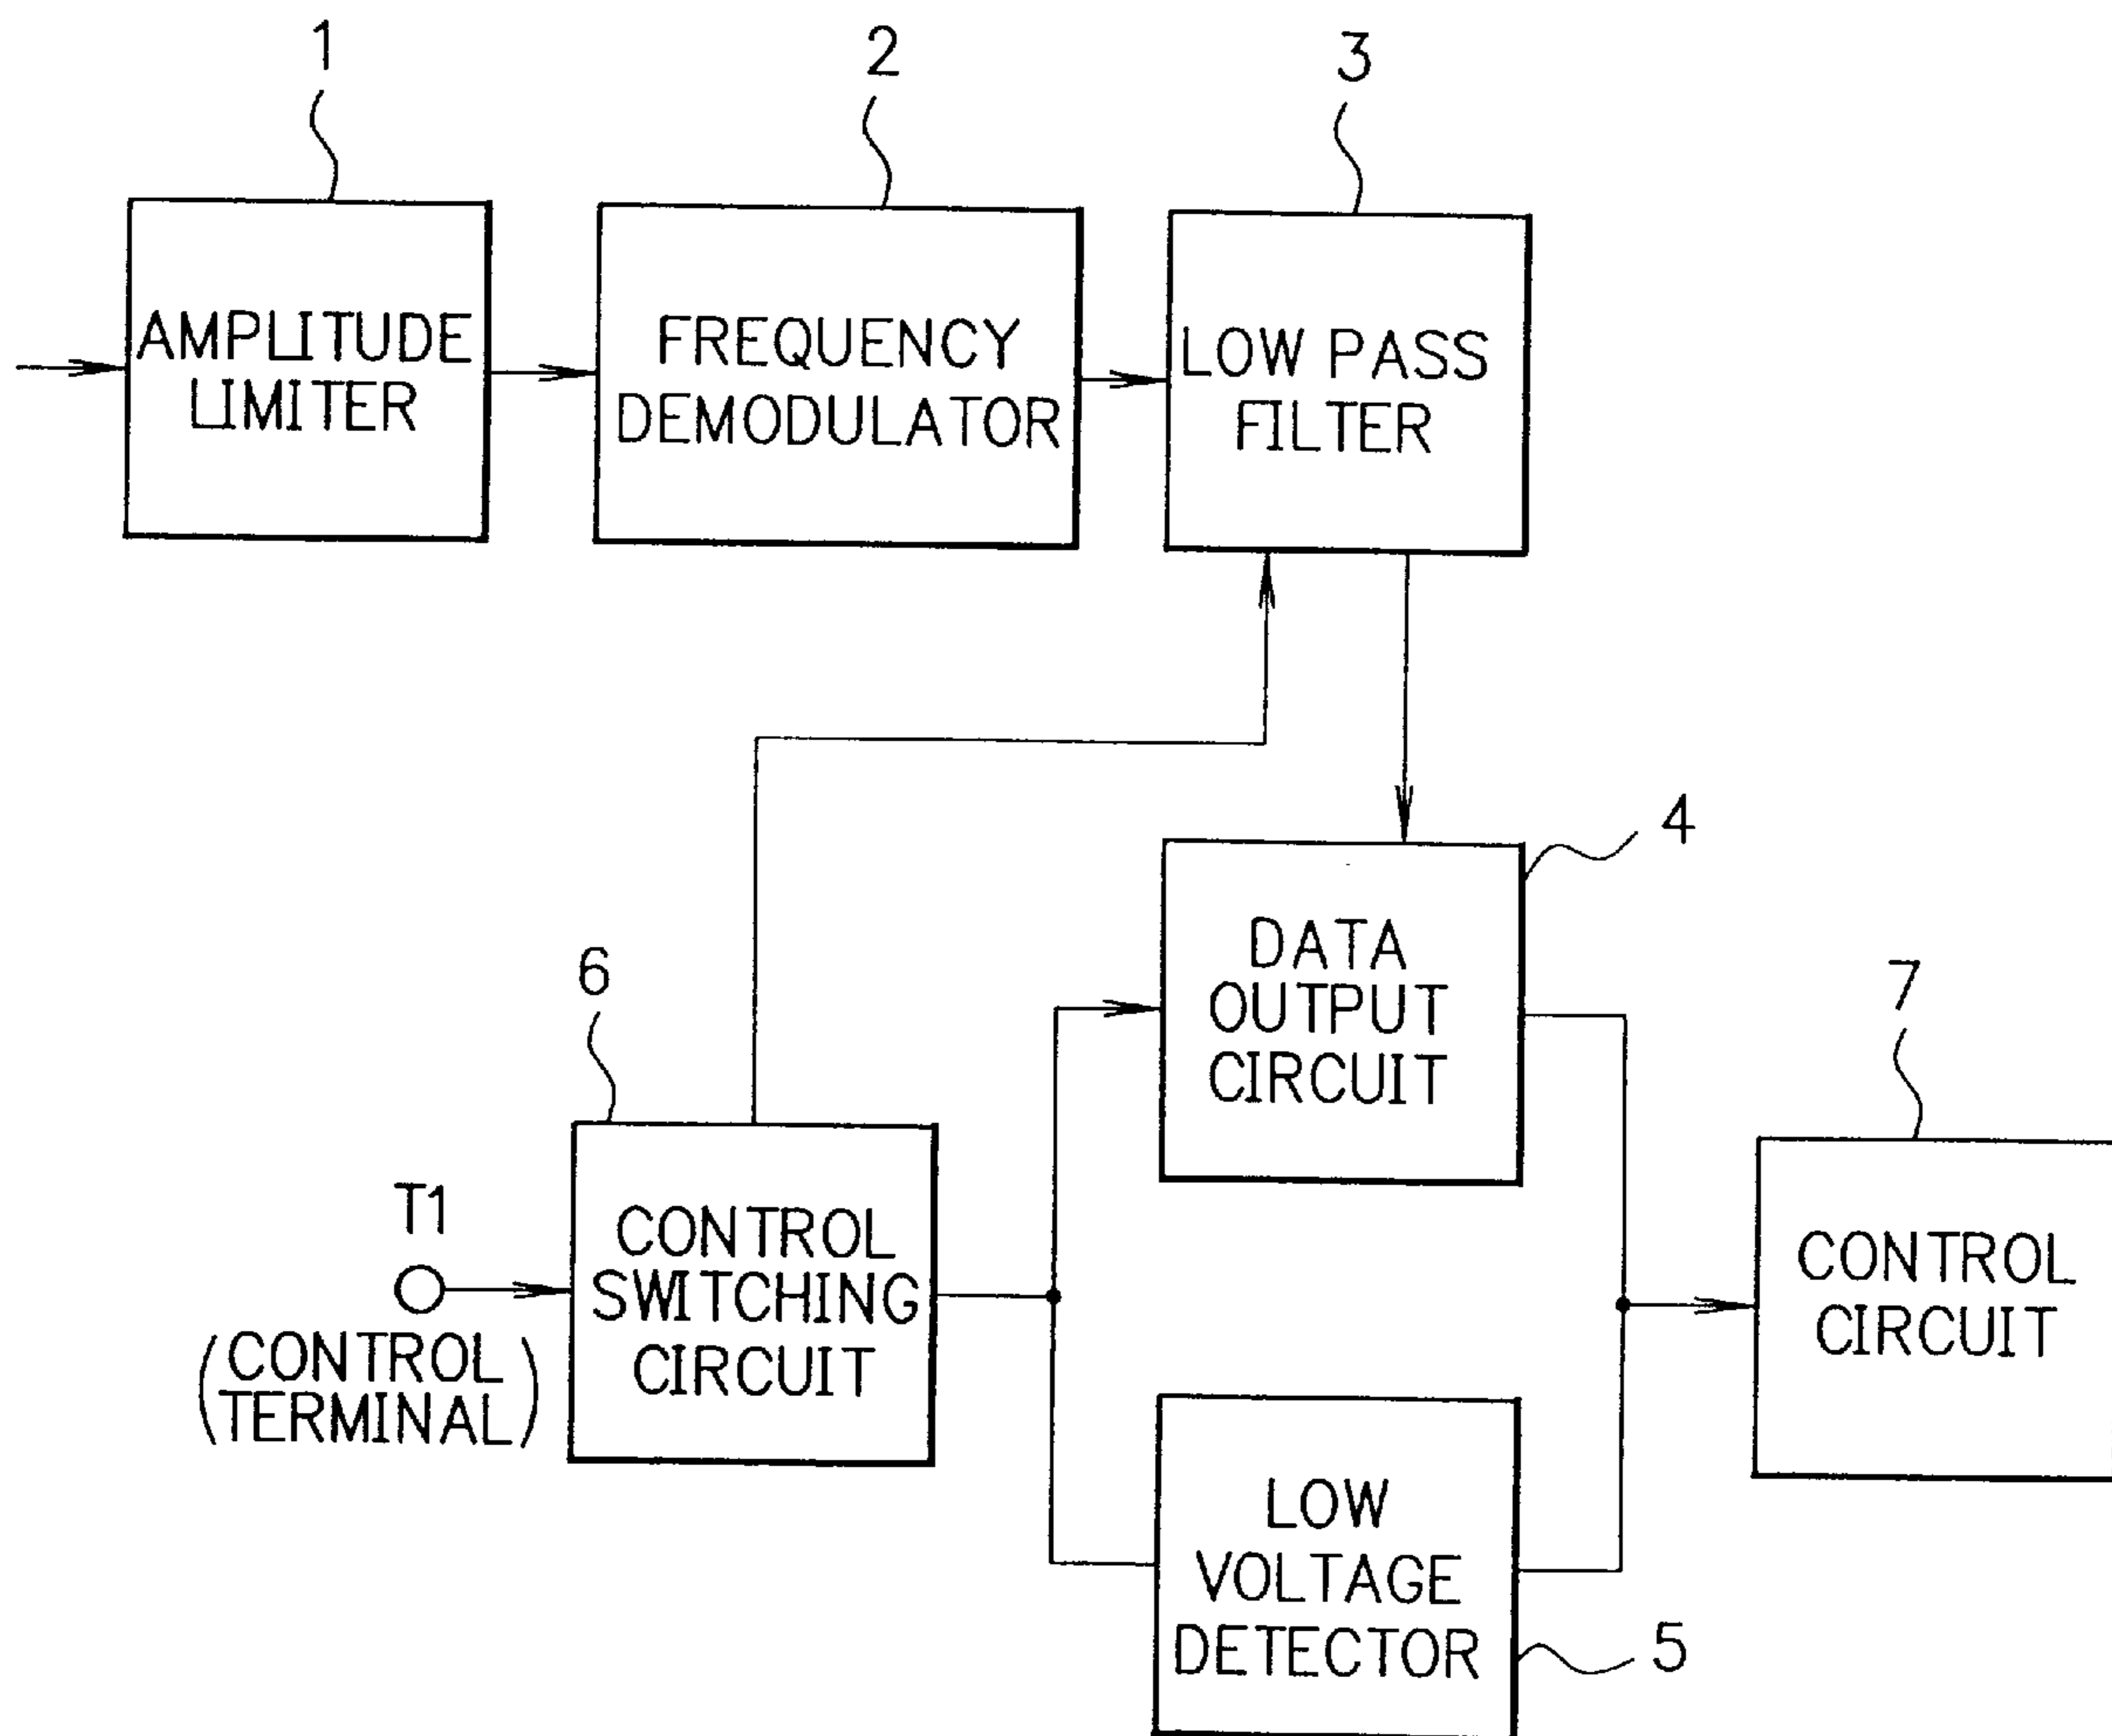 1
2
3
AMPLITUDE
LIMITER
FREQUENCY
DEMODULATOR
LOW PASS
FILTER
4
DATA
OUTPUT
CIRCUIT
6
7
T1
(CONTROL
TERMINAL)
CONTROL
SWITCHING
CIRCUIT
CONTROL
CIRCUIT
LOW
VOLTAGE
DETECTOR
5